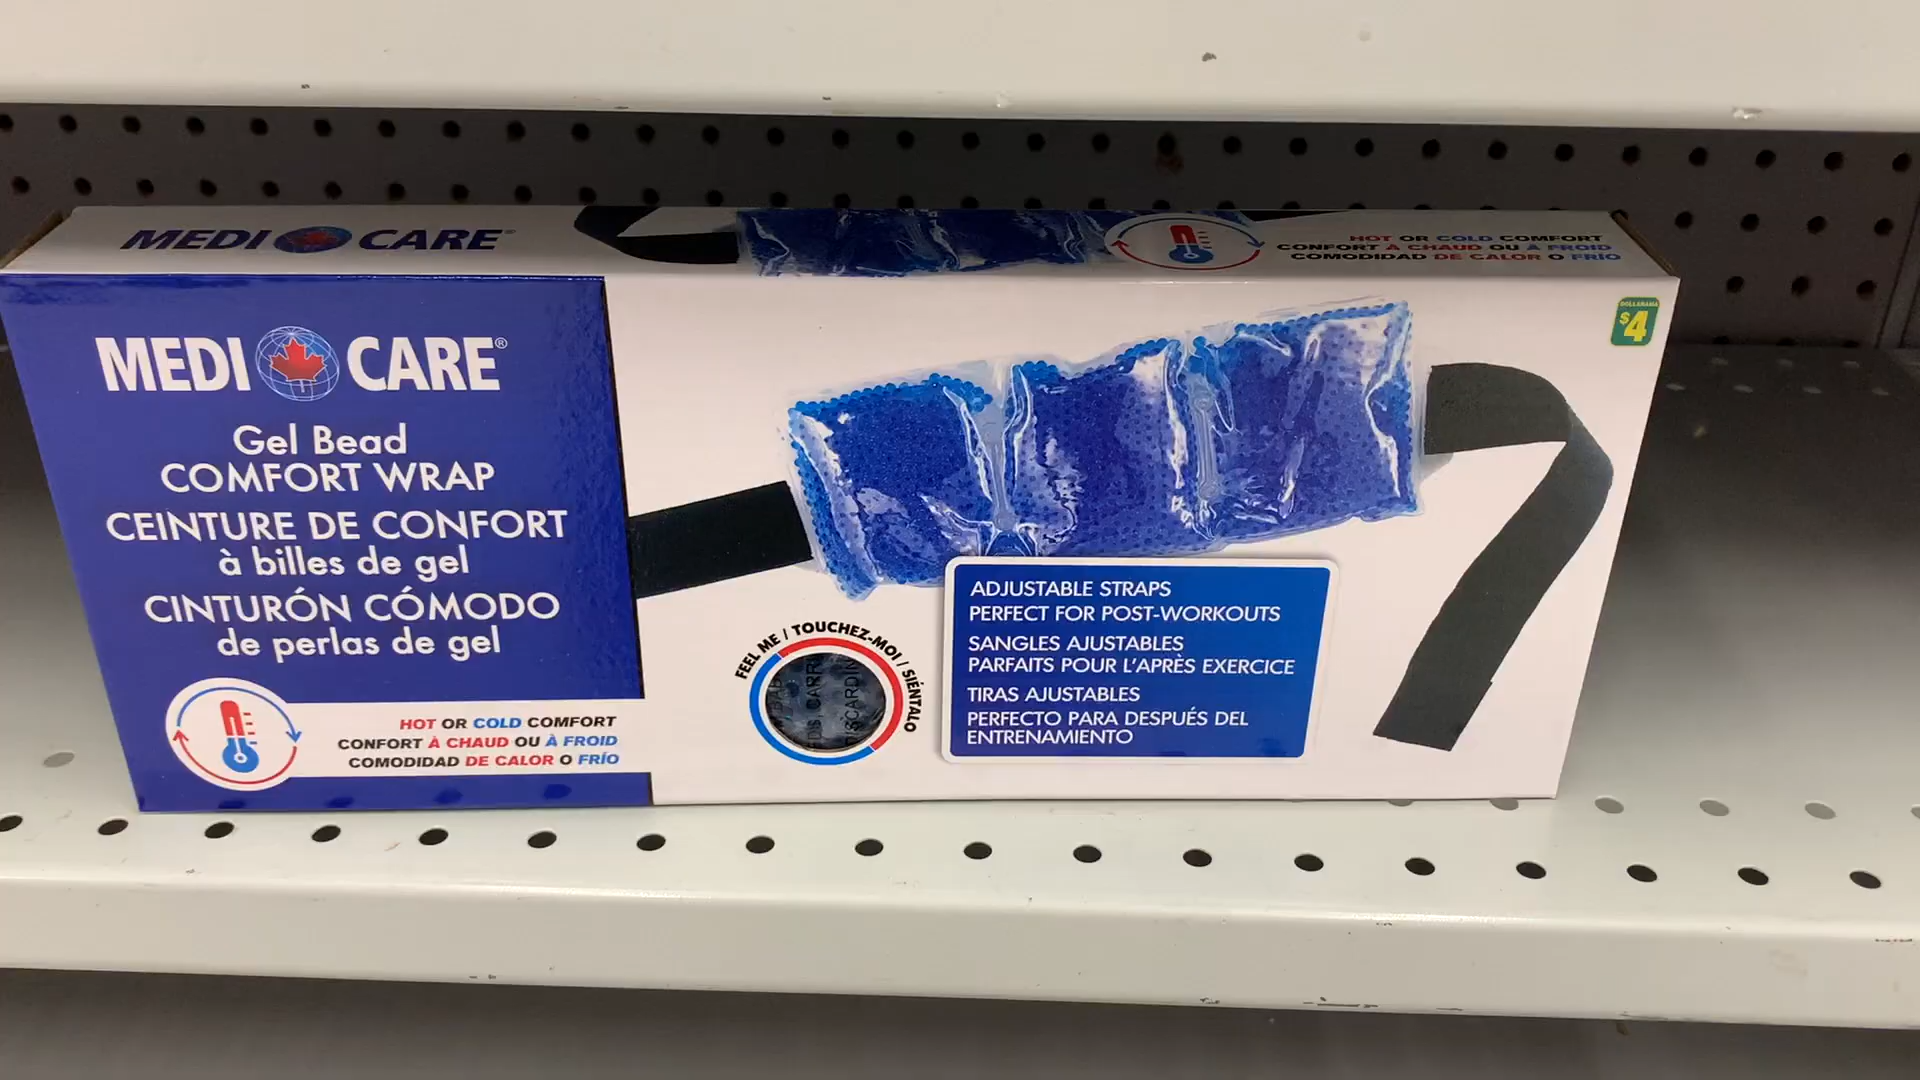 MEDI CARE®
HOT OR COLD COMFORT
CONFORT À CHAUD OU À FROID
COMODIDAD DE CALOR O FRÍO
DOLLARAMA
$4
MEDI CARE®
Gel Bead
COMFORT WRAP
CEINTURE DE CONFORT
à billes de gel
CINTURÓN CÓMODO
de perlas de gel
HOT OR COLD COMFORT
CONFORT À CHAUD OU À FROID
COMODIDAD DE CALOR O FRÍO
FEEL ME / TOUCHEZ-MOI / SIÉNTALO
ADJUSTABLE STRAPS
PERFECT FOR POST-WORKOUTS
SANGLES AJUSTABLES
PARFAITS POUR L'APRÈS EXERCICE
TIRAS AJUSTABLES
PERFECTO PARA DESPUÉS DEL
ENTRENAMIENTO